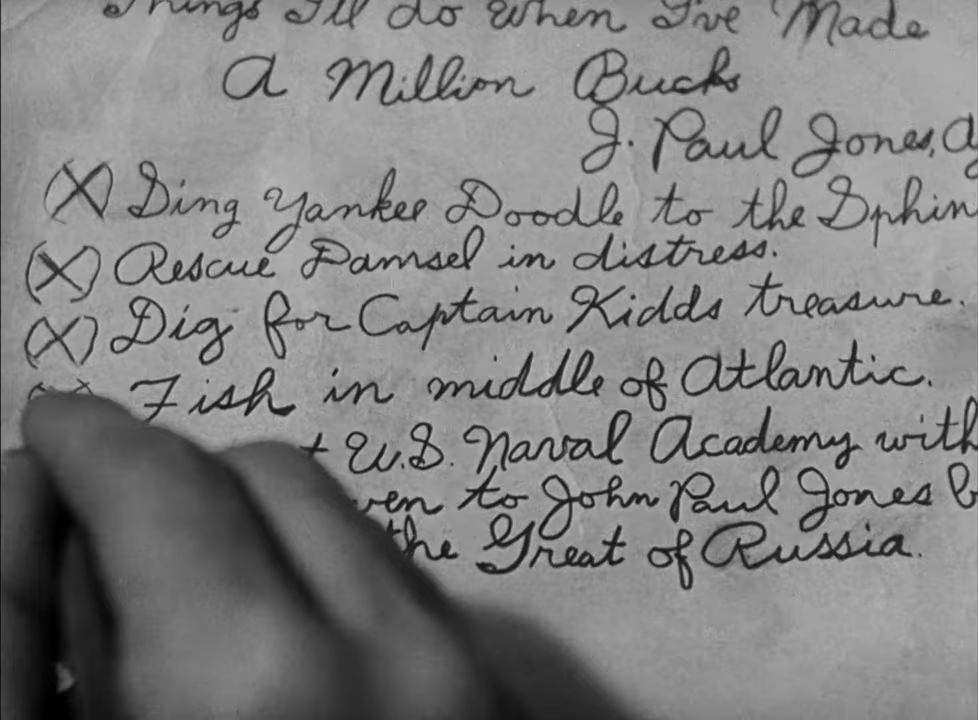 Things I'll do when I've Made
A Million Bucks
J. Paul Jones, a
(X) Sing Yankee Doodle to the Sphin
(X) Rescue Damsel in distress.
(X) Dig for Captain Kidds treasure.
Fish in middle of Atlantic.
U.S. Naval Academy with
to John Paul Jones b
the Great of Russia.